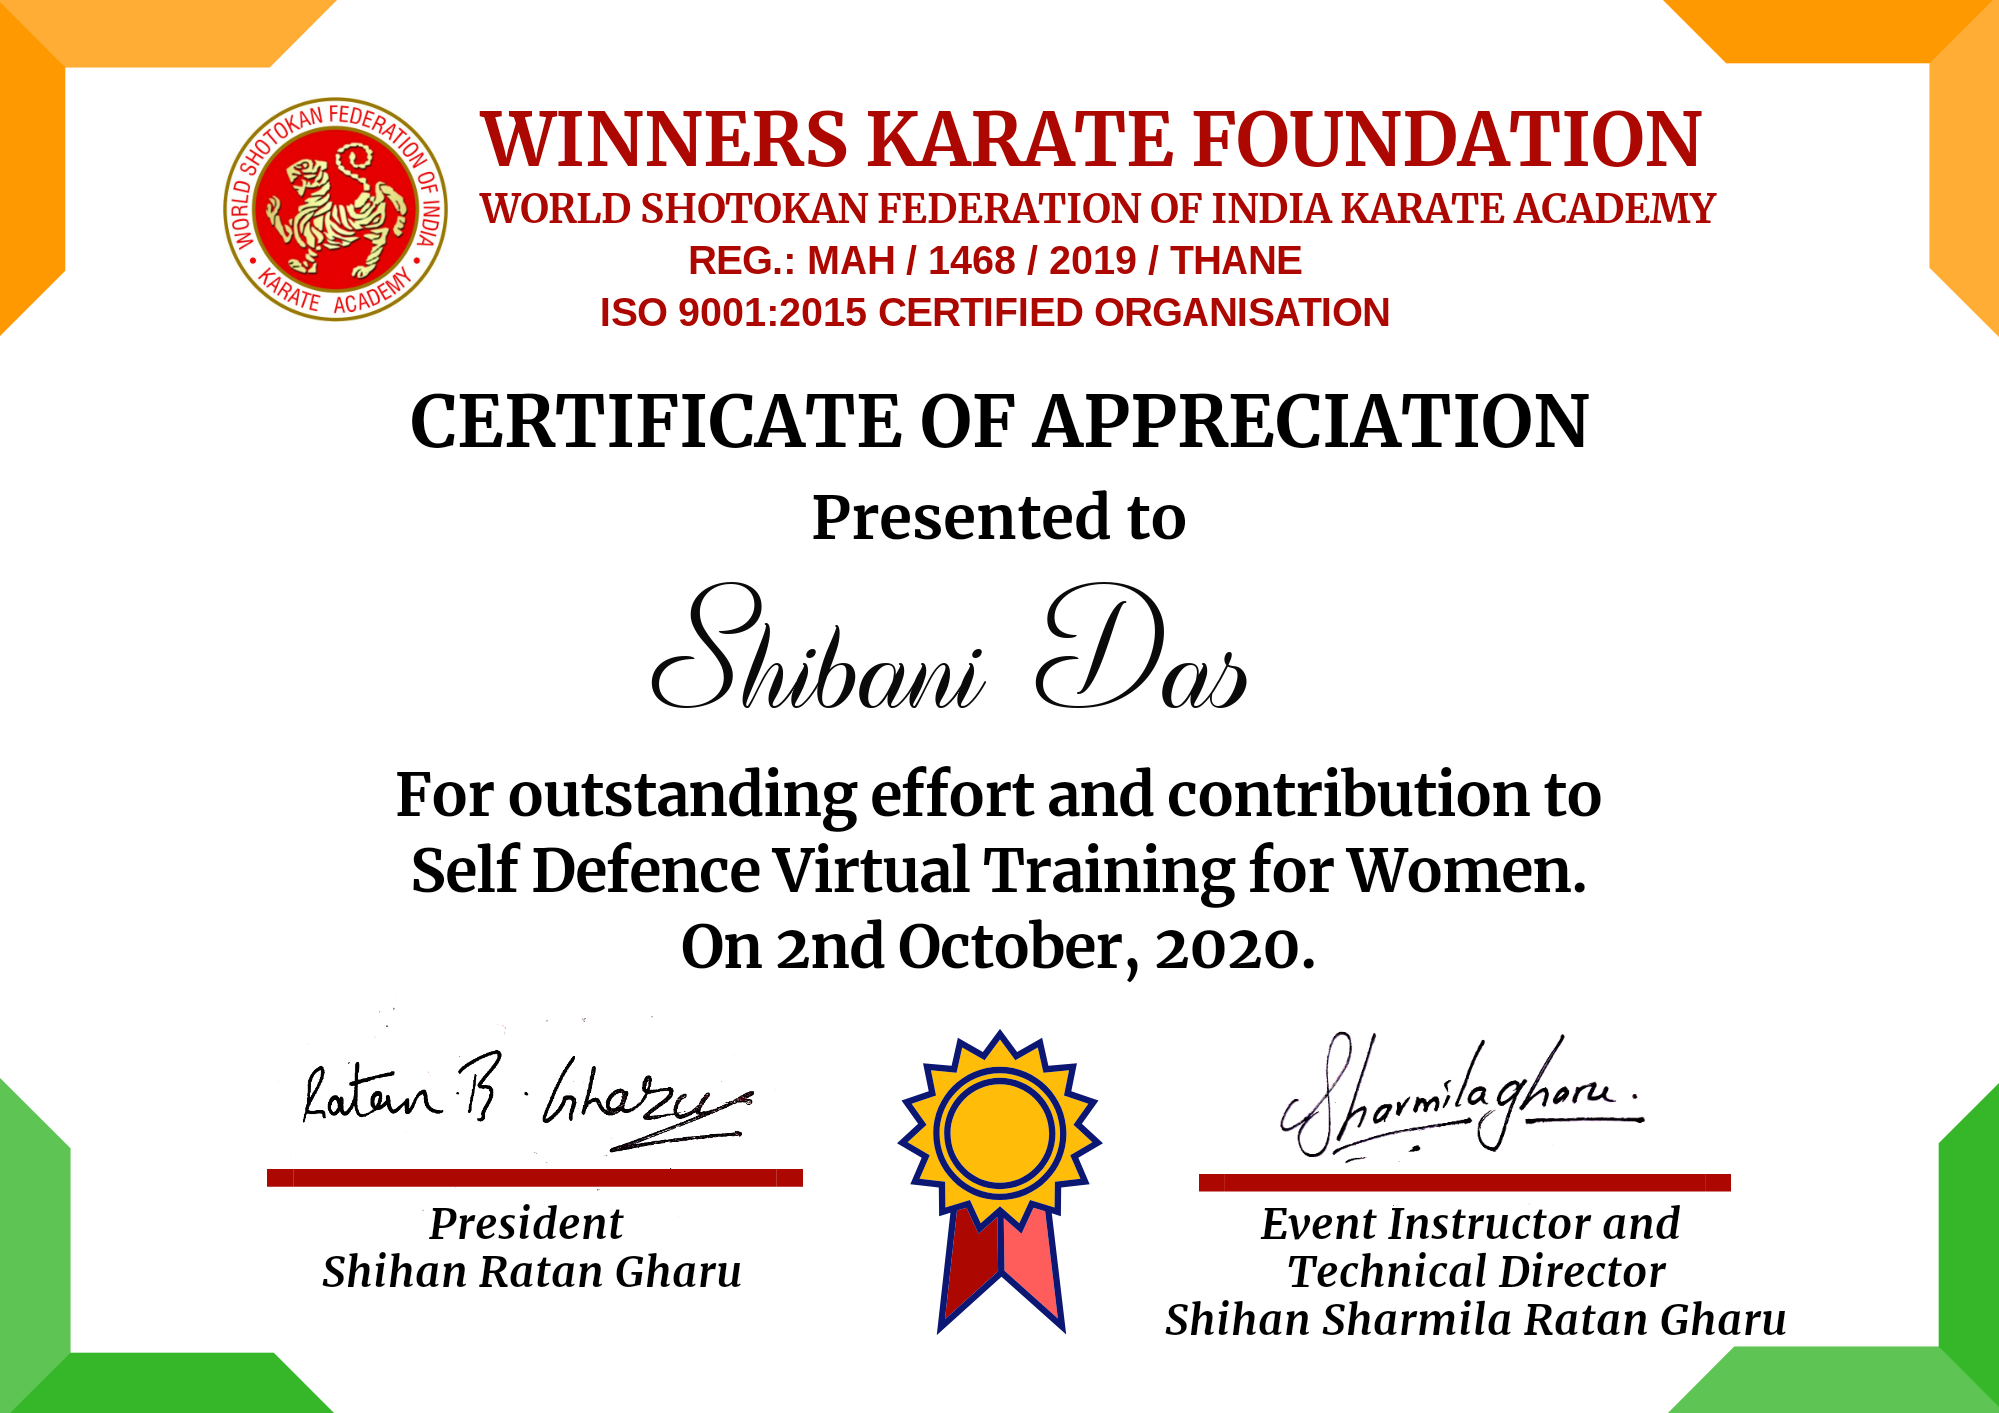 WORLD SHOTOKAN FEDERATION OF INDIA
• KARATE ACADEMY •
WINNERS KARATE FOUNDATION
WORLD SHOTOKAN FEDERATION OF INDIA KARATE ACADEMY
REG.: MAH / 1468 / 2019 / THANE
ISO 9001:2015 CERTIFIED ORGANISATION
CERTIFICATE OF APPRECIATION
Presented to
Shibani Das
For outstanding effort and contribution to
Self Defence Virtual Training for Women.
On 2nd October, 2020.
Ratan B. Gharu
Sharmila gharu.
President
Shihan Ratan Gharu
Event Instructor and
Technical Director
Shihan Sharmila Ratan Gharu